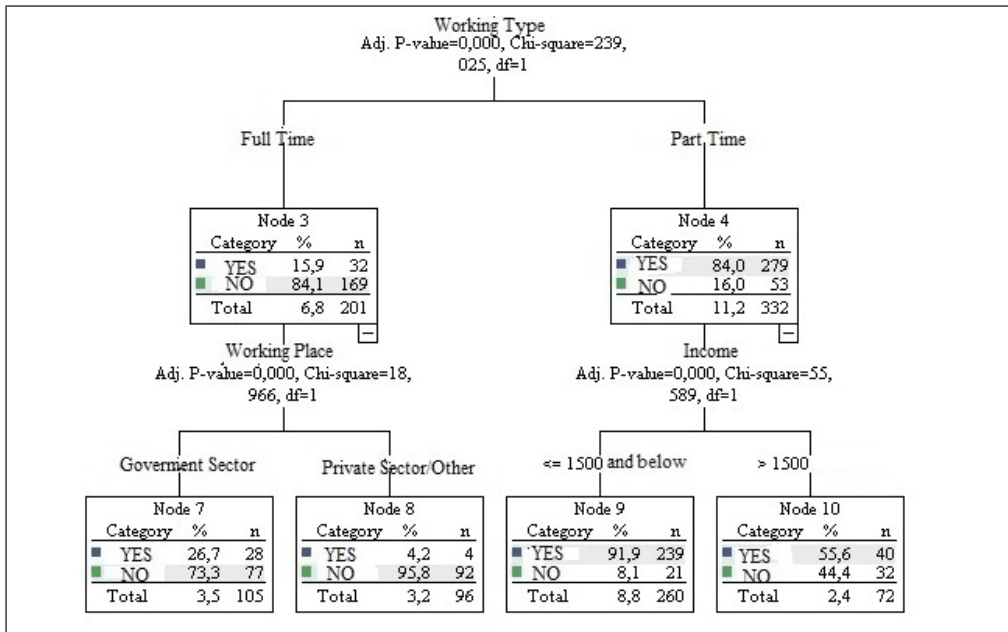 Working Type
Adj. P-value=0,000, Chi-square=239,
025, df=1
Full Time
Part Time
Node 3
Category % n
YES 15,9 32
NO 84,1 169
Total 6,8 201
Node 4
Category % n
YES 84,0 279
NO 16,0 53
Total 11,2 332
Working Place
Adj. P-value=0,000, Chi-square=18,
966, df=1
Income
Adj. P-value=0,000, Chi-square=55,
589, df=1
Goverment Sector
Private Sector/Other
<= 1500 and below
> 1500
Node 7
Category % n
YES 26,7 28
NO 73,3 77
Total 3,5 105
Node 8
Category % n
YES 4,2 4
NO 95,8 92
Total 3,2 96
Node 9
Category % n
YES 91,9 239
NO 8,1 21
Total 8,8 260
Node 10
Category % n
YES 55,6 40
NO 44,4 32
Total 2,4 72